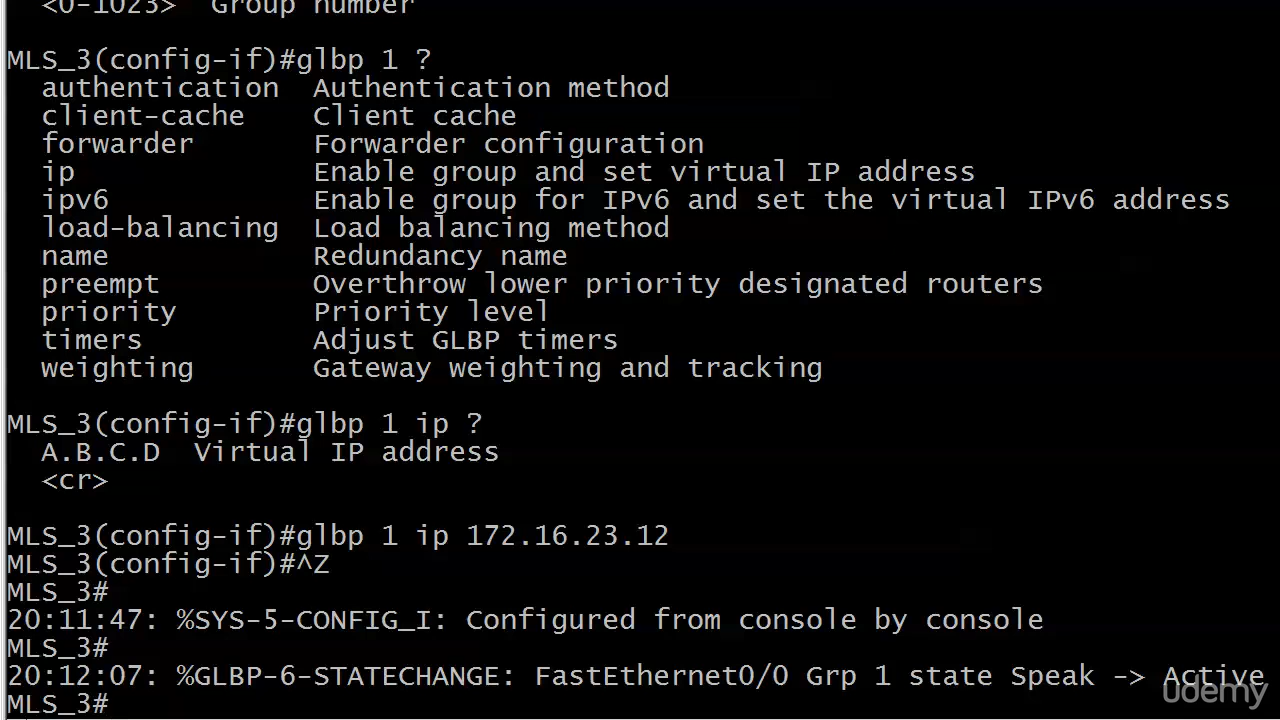 <0-1023>  Group number
MLS_3(config-if)#glbp 1 ?
authentication  Authentication method
client-cache    Client cache
forwarder       Forwarder configuration
ip              Enable group and set virtual IP address
ipv6            Enable group for IPv6 and set the virtual IPv6 address
load-balancing  Load balancing method
name            Redundancy name
preempt         Overthrow lower priority designated routers
priority        Priority level
timers          Adjust GLBP timers
weighting       Gateway weighting and tracking
MLS_3(config-if)#glbp 1 ip ?
A.B.C.D  Virtual IP address
<cr>
MLS_3(config-if)#glbp 1 ip 172.16.23.12
MLS_3(config-if)#^Z
MLS_3#
20:11:47: %SYS-5-CONFIG_I: Configured from console by console
MLS_3#
20:12:07: %GLBP-6-STATECHANGE: FastEthernet0/0 Grp 1 state Speak -> Active
MLS_3#
udemy